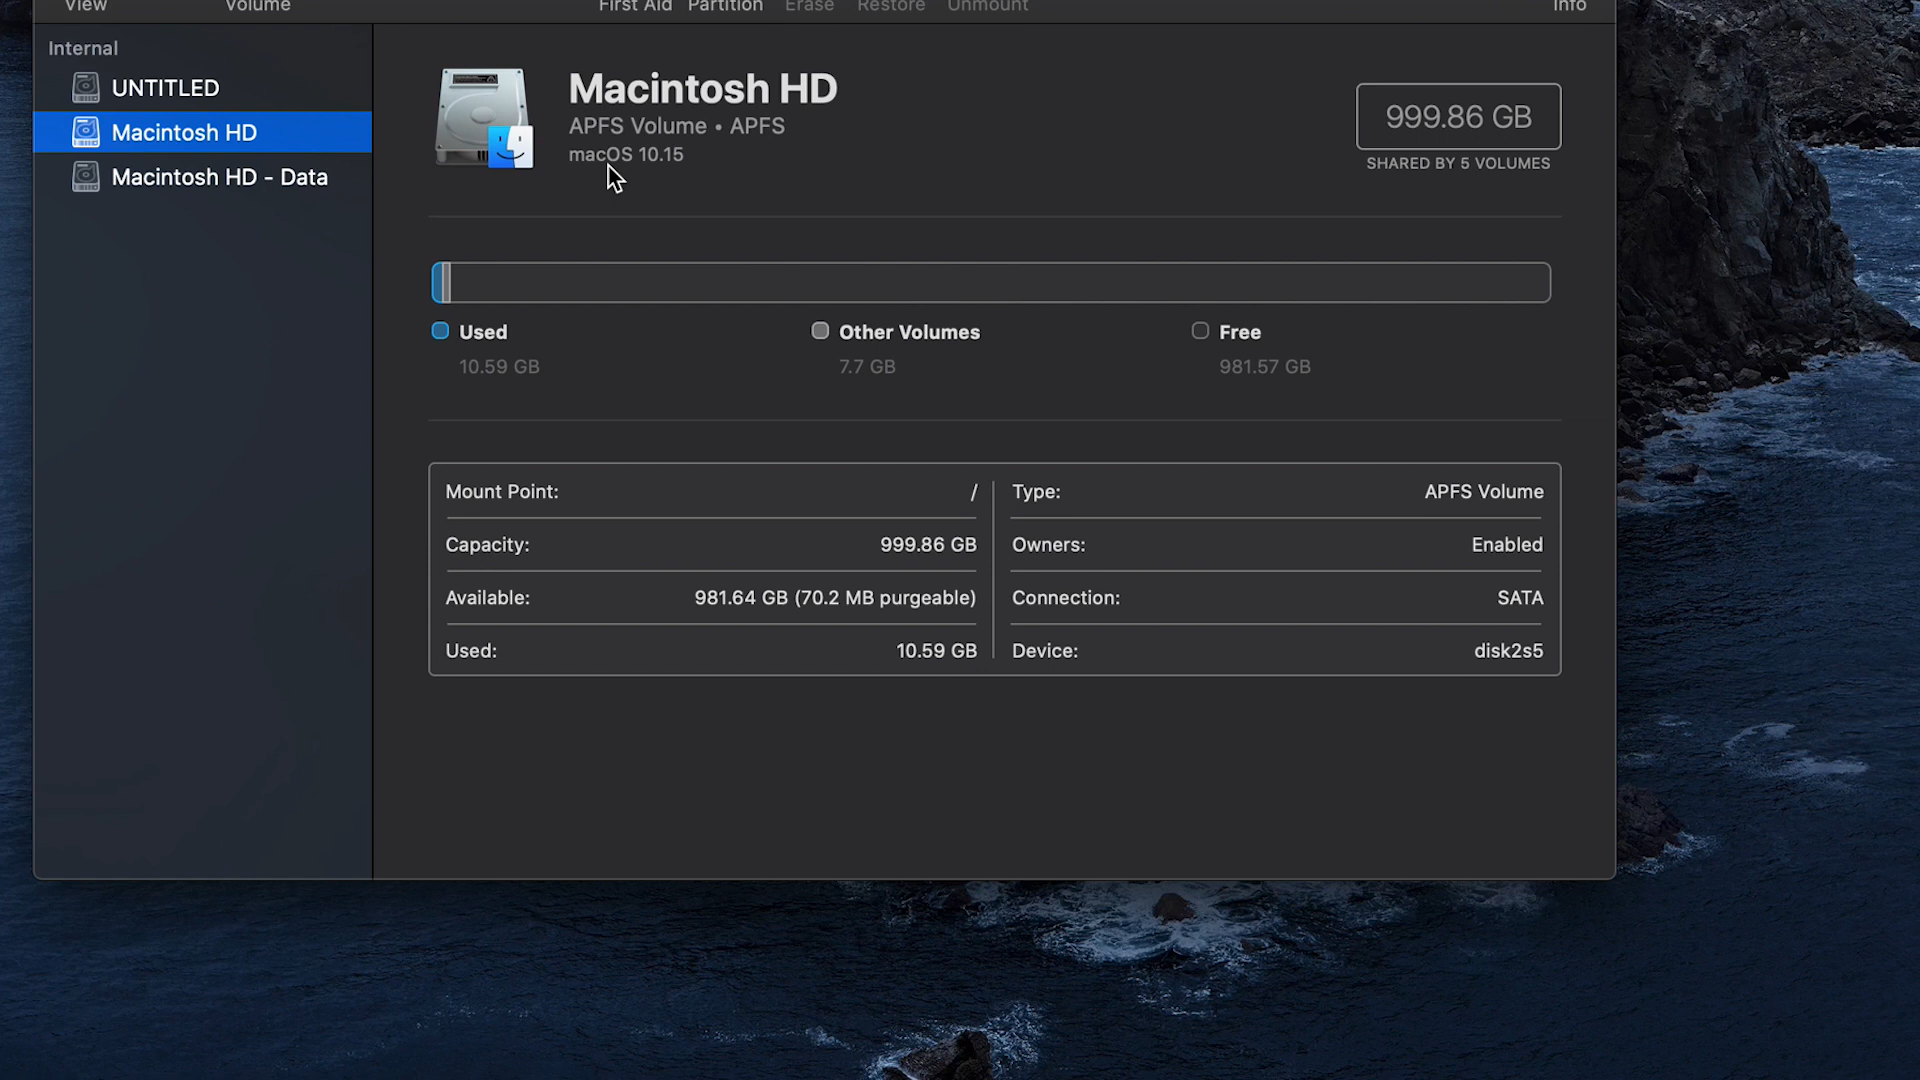 View Volume First Aid Partition Erase Restore Unmount Info
Internal
UNTITLED
Macintosh HD
Macintosh HD - Data
Macintosh HD
APFS Volume • APFS
macOS 10.15
999.86 GB
SHARED BY 5 VOLUMES
Used
10.59 GB
Other Volumes
7.7 GB
Free
981.57 GB
Mount Point: /
Capacity: 999.86 GB
Available: 981.64 GB (70.2 MB purgeable)
Used: 10.59 GB
Type: APFS Volume
Owners: Enabled
Connection: SATA
Device: disk2s5